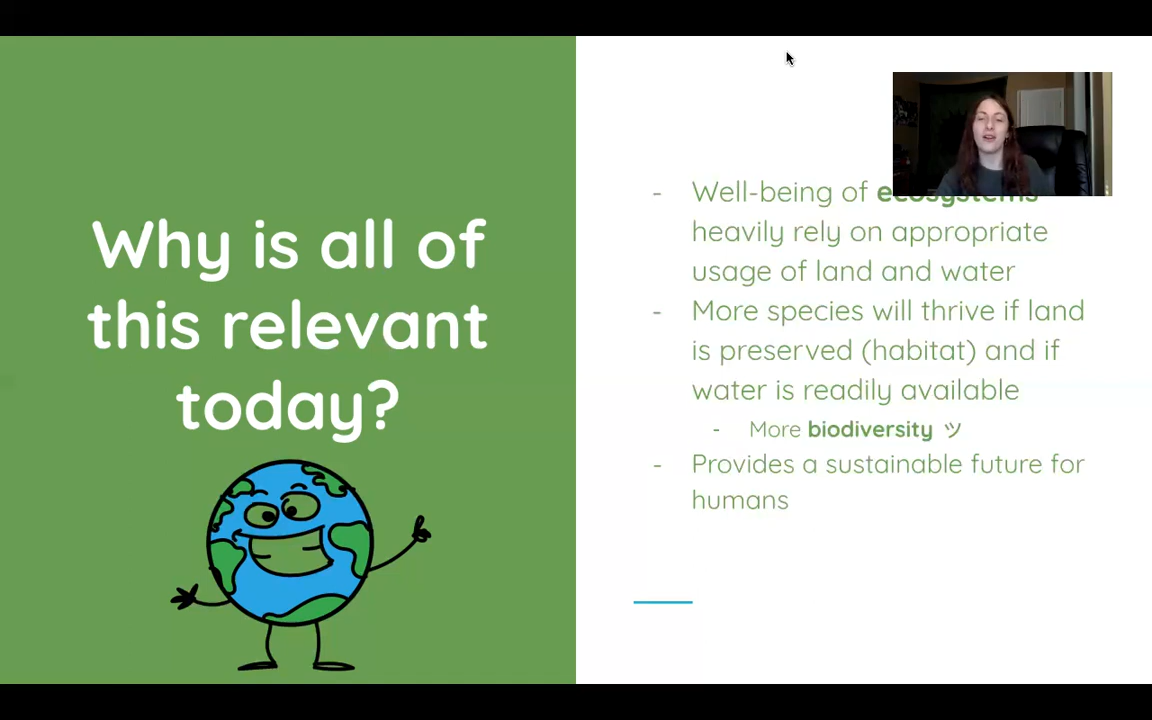 Why is all of
this relevant
today?
- Well-being of ecosystems
heavily rely on appropriate
usage of land and water
- More species will thrive if land
is preserved (habitat) and if
water is readily available
- More biodiversity ツ
- Provides a sustainable future for
humans